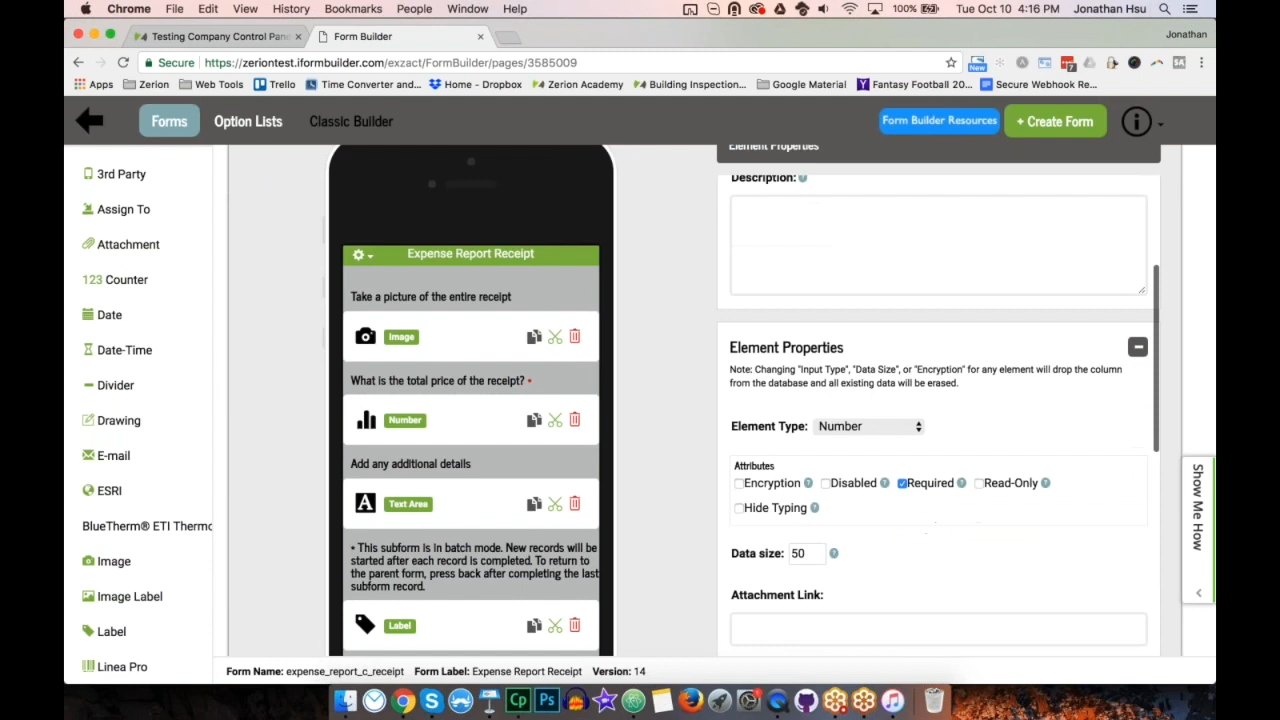 Chrome File Edit View History Bookmarks People Window Help 100% Tue Oct 10 4:16 PM Jonathan Hsu
Testing Company Control Pane × Form Builder × Jonathan
Secure https://zeriontest.iformbuilder.com/exzact/FormBuilder/pages/3585009
Apps Zerion Web Tools Trello Time Converter and... Home - Dropbox Zerion Academy Building Inspection... Google Material Fantasy Football 20... Secure Webhook Re...
Forms Option Lists Classic Builder Form Builder Resources + Create Form
3rd Party
Assign To
Attachment
123 Counter
Date
Date-Time
Divider
Drawing
E-mail
ESRI
BlueTherm® ETI Thermo
Image
Image Label
Label
Linea Pro
Expense Report Receipt
Take a picture of the entire receipt
Image
What is the total price of the receipt? •
Number
Add any additional details
Text Area
• This subform is in batch mode. New records will be
started after each record is completed. To return to
the parent form, press back after completing the last
subform record.
Label
Element Properties
Description:
Element Properties
Note: Changing "Input Type", "Data Size", or "Encryption" for any element will drop the column
from the database and all existing data will be erased.
Element Type: Number
Attributes
Encryption Disabled Required Read-Only
Hide Typing
Data size: 50
Attachment Link:
Show Me How
Form Name: expense_report_c_receipt Form Label: Expense Report Receipt Version: 14